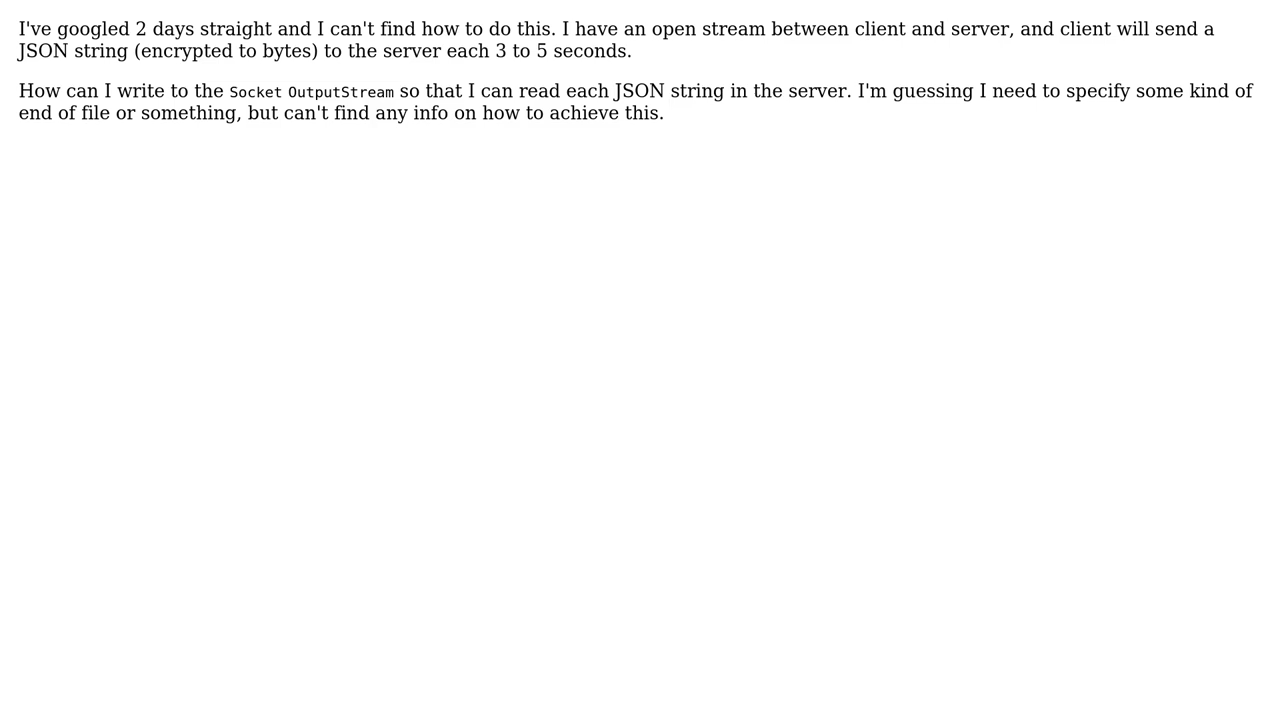 I've googled 2 days straight and I can't find how to do this. I have an open stream between client and server, and client will send a
JSON string (encrypted to bytes) to the server each 3 to 5 seconds.
How can I write to the Socket OutputStream so that I can read each JSON string in the server. I'm guessing I need to specify some kind of
end of file or something, but can't find any info on how to achieve this.